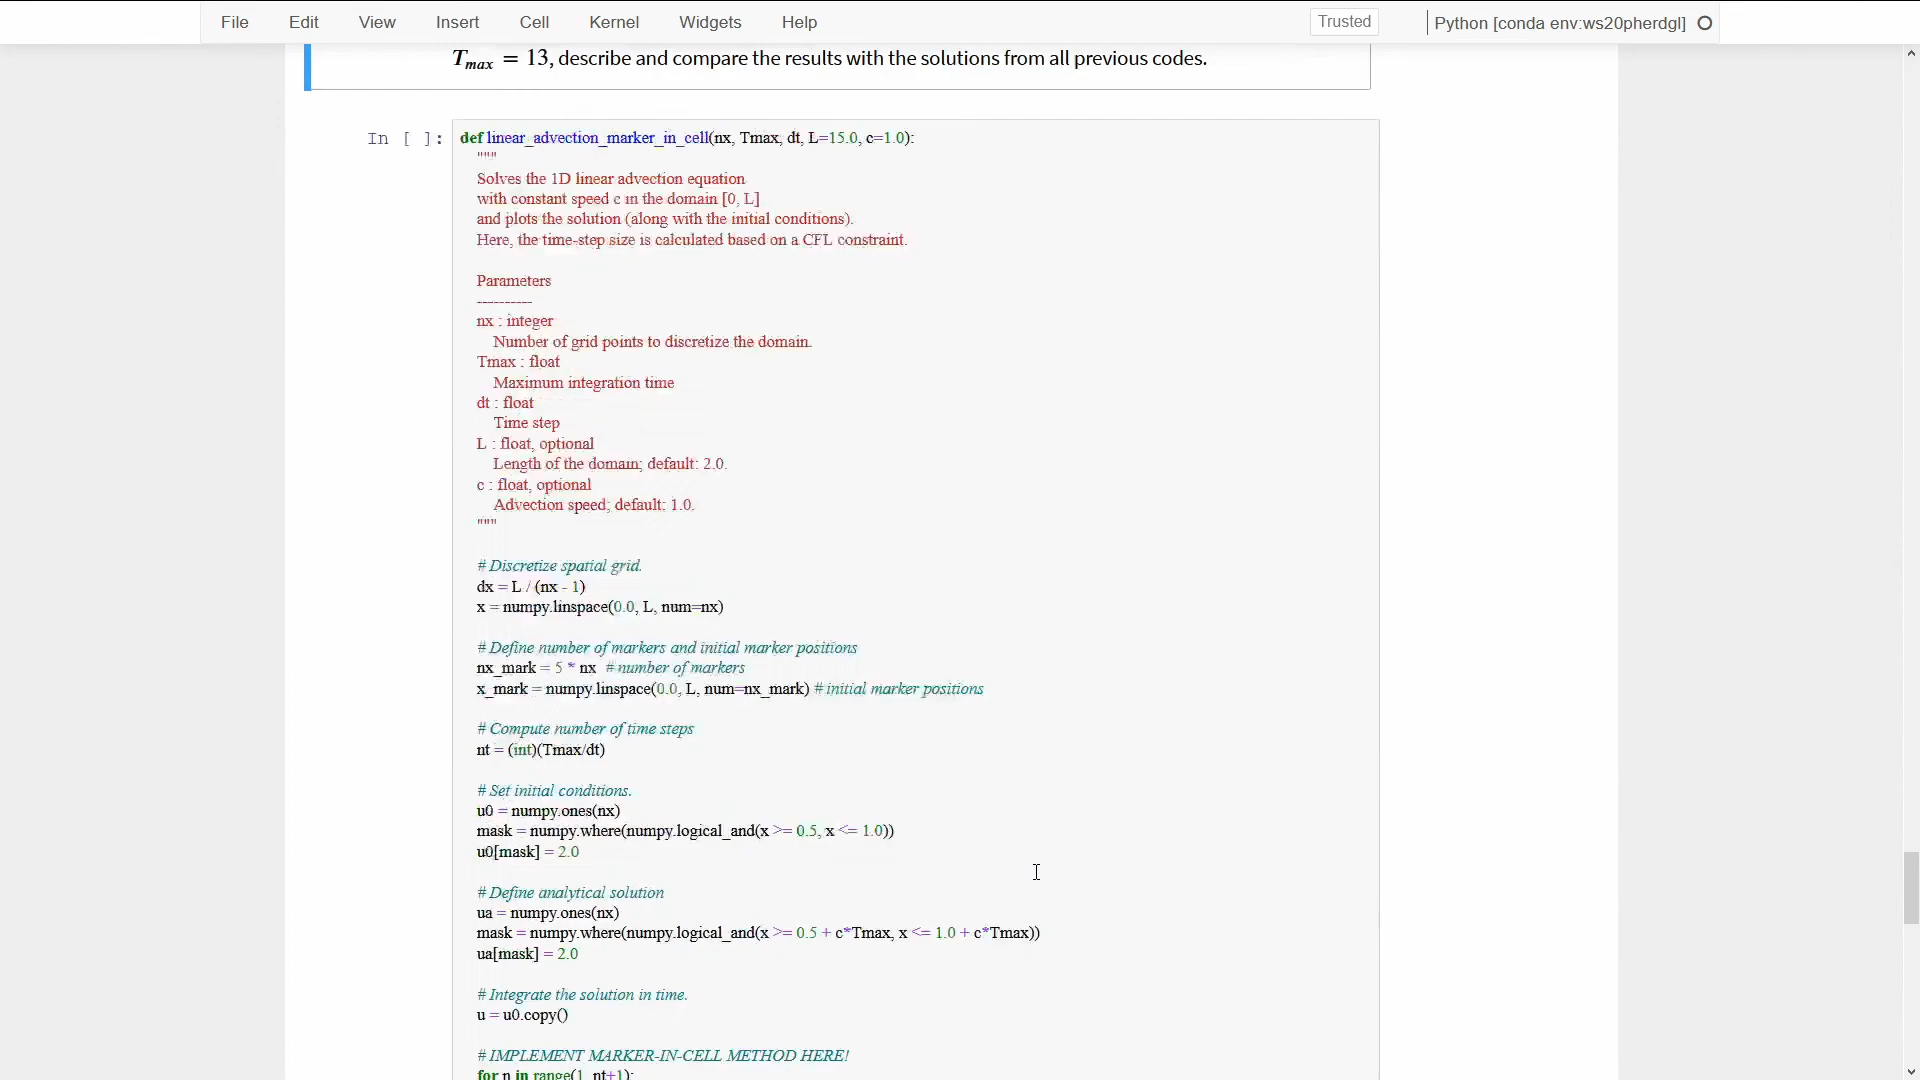 File Edit View Insert Cell Kernel Widgets Help Trusted Python [conda env:ws20pherdgl]
Tmax = 13, describe and compare the results with the solutions from all previous codes.
In [ ]: def linear_advection_marker_in_cell(nx, Tmax, dt, L=15.0, c=1.0):
"""
Solves the 1D linear advection equation
with constant speed c in the domain [0, L]
and plots the solution (along with the initial conditions).
Here, the time-step size is calculated based on a CFL constraint.
Parameters
----------
nx : integer
Number of grid points to discretize the domain.
Tmax : float
Maximum integration time
dt : float
Time step
L : float, optional
Length of the domain; default: 2.0.
c : float, optional
Advection speed; default: 1.0.
"""
# Discretize spatial grid.
dx = L / (nx - 1)
x = numpy.linspace(0.0, L, num=nx)
# Define number of markers and initial marker positions
nx_mark = 5 * nx # number of markers
x_mark = numpy.linspace(0.0, L, num=nx_mark) # initial marker positions
# Compute number of time steps
nt = (int)(Tmax/dt)
# Set initial conditions.
u0 = numpy.ones(nx)
mask = numpy.where(numpy.logical_and(x >= 0.5, x <= 1.0))
u0[mask] = 2.0
# Define analytical solution
ua = numpy.ones(nx)
mask = numpy.where(numpy.logical_and(x >= 0.5 + c*Tmax, x <= 1.0 + c*Tmax))
ua[mask] = 2.0
# Integrate the solution in time.
u = u0.copy()
# IMPLEMENT MARKER-IN-CELL METHOD HERE!
for n in range(1, nt+1):